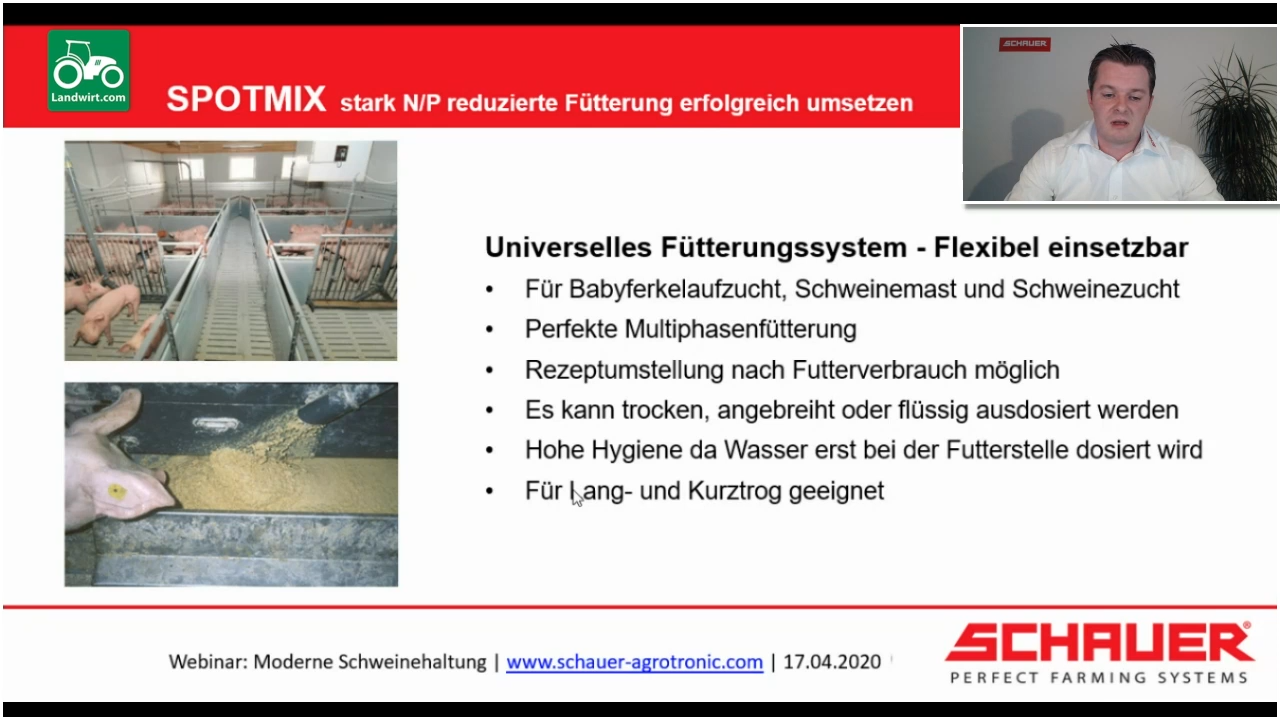 Landwirt.com
SPOTMIX stark N/P reduzierte Fütterung erfolgreich umsetzen
SCHAUER
Universelles Fütterungssystem - Flexibel einsetzbar
• Für Babyferkelaufzucht, Schweinemast und Schweinezucht
• Perfekte Multiphasenfütterung
• Rezeptumstellung nach Futterverbrauch möglich
• Es kann trocken, angebreiht oder flüssig ausdosiert werden
• Hohe Hygiene da Wasser erst bei der Futterstelle dosiert wird
• Für Lang- und Kurztrog geeignet
Webinar: Moderne Schweinehaltung | www.schauer-agrotronic.com | 17.04.2020
SCHAUER®
PERFECT FARMING SYSTEMS